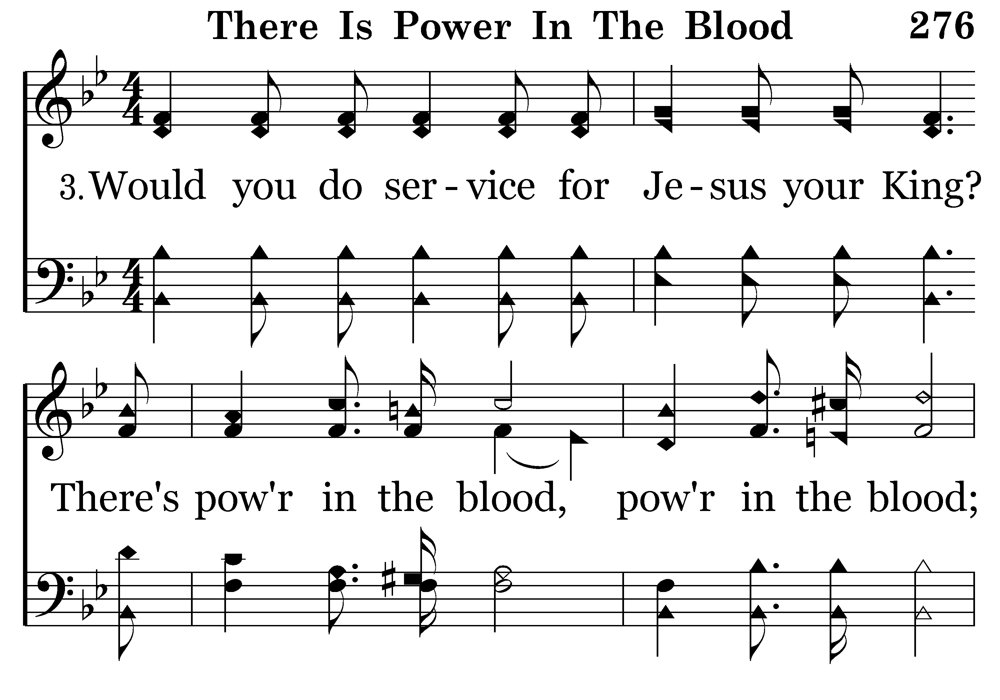 There Is Power In The Blood 276
3. Would you do ser - vice for Je - sus your King?
There's pow'r in the blood, pow'r in the blood;